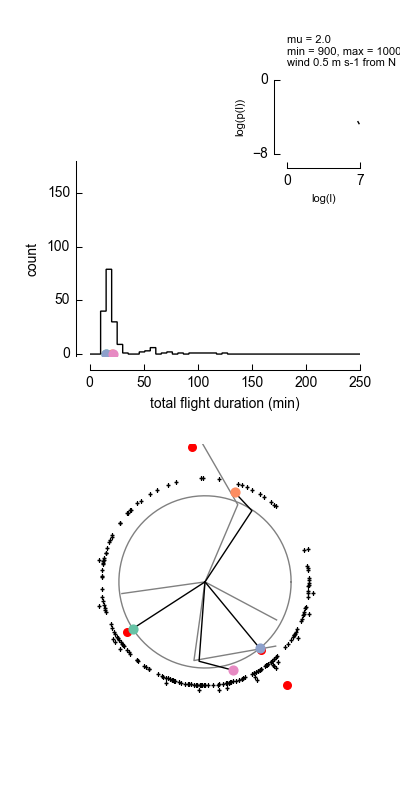 mu = 2.0
min = 900, max = 1000
wind 0.5 m s-1 from N
0
log(p(l))
−8
0 7
log(l)
150
100
count
50
0
0 50 100 150 200 250
total flight duration (min)